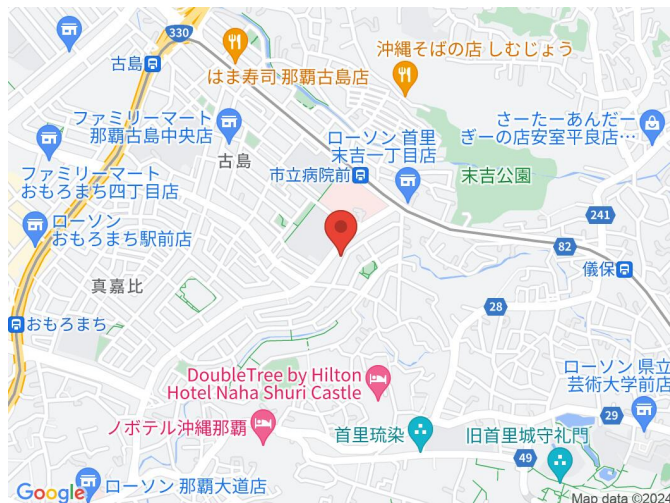 330
古島
はま寿司 那覇古島店
沖縄そばの店 しむじょう
ファミリーマート
那覇古島中央店
さーたーあんだー
ぎーの店安室平良店…
ローソン 首里
末吉一丁目店
古島
市立病院前
末吉公園
ファミリーマート
おもろまち四丁目店
ローソン
おもろまち駅前店
241
82
儀保
真嘉比
28
おもろまち
DoubleTree by Hilton
Hotel Naha Shuri Castle
ローソン 県立
芸術大学前店
ノボテル沖縄那覇
29
首里琉染
旧首里城守礼門
49
ローソン 那覇大道店
Google
Map data ©2024